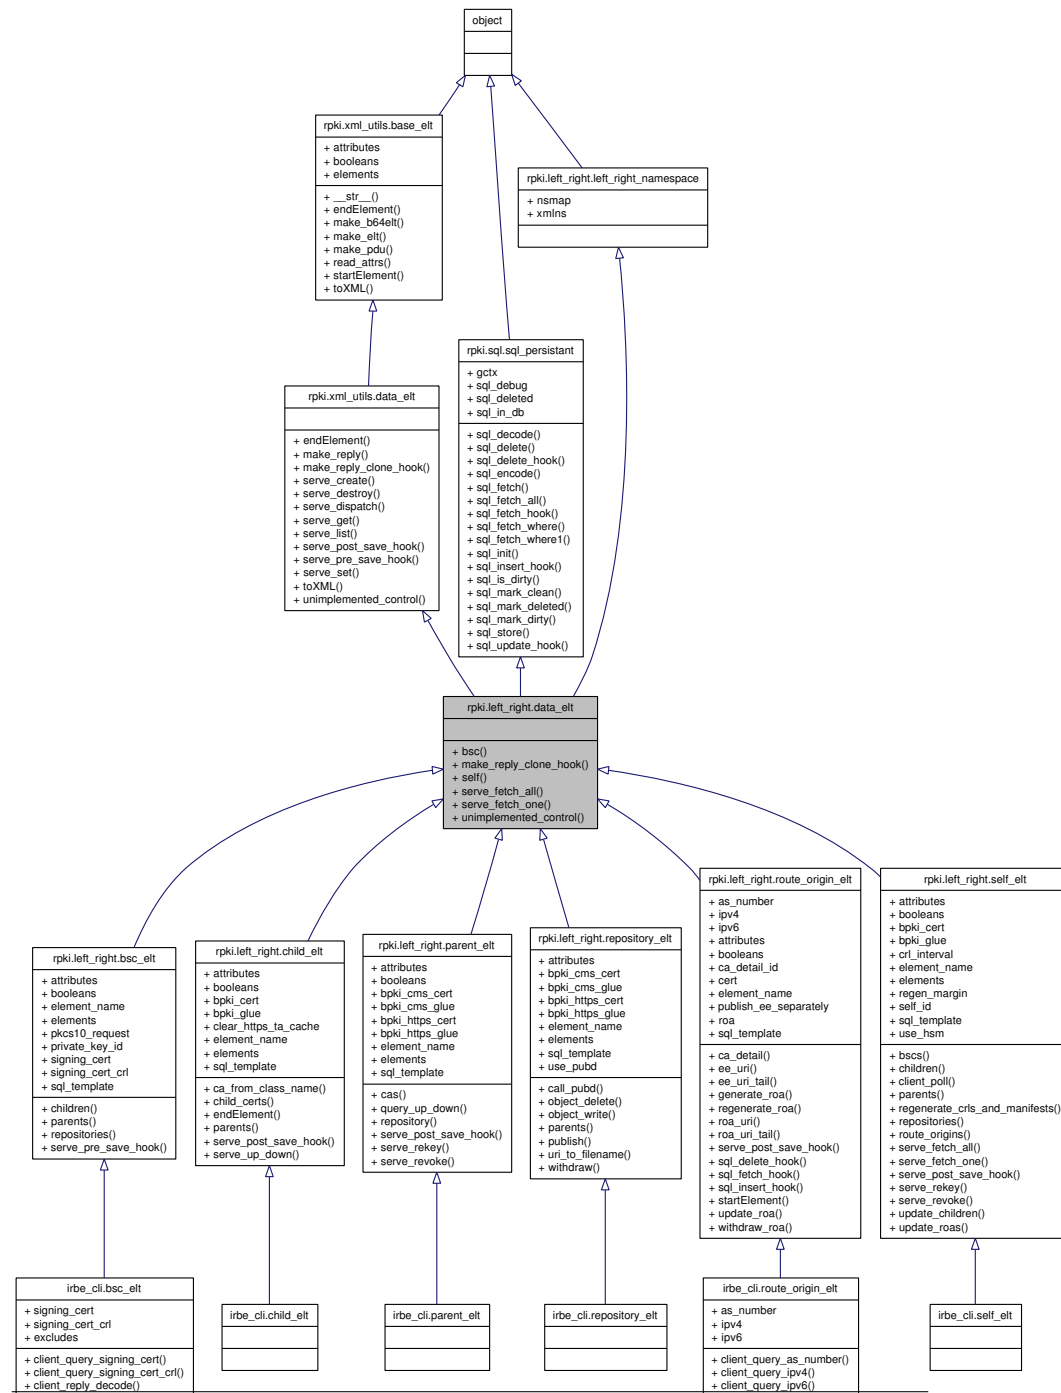 object
rpki.xml_utils.base_elt
+ attributes
+ booleans
+ elements
+ __str__()
+ endElement()
+ make_b64elt()
+ make_elt()
+ make_pdu()
+ read_attrs()
+ startElement()
+ toXML()
rpki.left_right.left_right_namespace
+ nsmap
+ xmlns
rpki.sql.sql_persistant
+ gctx
+ sql_debug
+ sql_deleted
+ sql_in_db
+ sql_decode()
+ sql_delete()
+ sql_delete_hook()
+ sql_encode()
+ sql_fetch()
+ sql_fetch_all()
+ sql_fetch_hook()
+ sql_fetch_where()
+ sql_fetch_where1()
+ sql_init()
+ sql_insert_hook()
+ sql_is_dirty()
+ sql_mark_clean()
+ sql_mark_deleted()
+ sql_mark_dirty()
+ sql_store()
+ sql_update_hook()
rpki.xml_utils.data_elt
+ endElement()
+ make_reply()
+ make_reply_clone_hook()
+ serve_create()
+ serve_destroy()
+ serve_dispatch()
+ serve_get()
+ serve_list()
+ serve_post_save_hook()
+ serve_pre_save_hook()
+ serve_set()
+ toXML()
+ unimplemented_control()
rpki.left_right.data_elt
+ bsc()
+ make_reply_clone_hook()
+ self()
+ serve_fetch_all()
+ serve_fetch_one()
+ unimplemented_control()
rpki.left_right.bsc_elt
+ attributes
+ booleans
+ element_name
+ elements
+ pkcs10_request
+ private_key_id
+ signing_cert
+ signing_cert_crl
+ sql_template
+ children()
+ parents()
+ repositories()
+ serve_pre_save_hook()
rpki.left_right.child_elt
+ attributes
+ booleans
+ bpki_cert
+ bpki_glue
+ clear_https_ta_cache
+ element_name
+ elements
+ sql_template
+ ca_from_class_name()
+ child_certs()
+ endElement()
+ parents()
+ serve_post_save_hook()
+ serve_up_down()
rpki.left_right.parent_elt
+ attributes
+ booleans
+ bpki_cms_cert
+ bpki_cms_glue
+ bpki_https_cert
+ bpki_https_glue
+ element_name
+ elements
+ sql_template
+ cas()
+ query_up_down()
+ repository()
+ serve_post_save_hook()
+ serve_rekey()
+ serve_revoke()
rpki.left_right.repository_elt
+ attributes
+ bpki_cms_cert
+ bpki_cms_glue
+ bpki_https_cert
+ bpki_https_glue
+ element_name
+ elements
+ sql_template
+ use_pubd
+ call_pubd()
+ object_delete()
+ object_write()
+ parents()
+ publish()
+ uri_to_filename()
+ withdraw()
rpki.left_right.route_origin_elt
+ as_number
+ ipv4
+ ipv6
+ attributes
+ booleans
+ ca_detail_id
+ cert
+ element_name
+ publish_ee_separately
+ roa
+ sql_template
+ ca_detail()
+ ee_uri()
+ ee_uri_tail()
+ generate_roa()
+ regenerate_roa()
+ roa_uri()
+ roa_uri_tail()
+ serve_post_save_hook()
+ sql_delete_hook()
+ sql_fetch_hook()
+ sql_insert_hook()
+ startElement()
+ update_roa()
+ withdraw_roa()
rpki.left_right.self_elt
+ attributes
+ booleans
+ bpki_cert
+ bpki_glue
+ crl_interval
+ element_name
+ elements
+ regen_margin
+ self_id
+ sql_template
+ use_hsm
+ bscs()
+ children()
+ client_poll()
+ parents()
+ regenerate_crls_and_manifests()
+ repositories()
+ route_origins()
+ serve_fetch_all()
+ serve_fetch_one()
+ serve_post_save_hook()
+ serve_rekey()
+ serve_revoke()
+ update_children()
+ update_roas()
irbe_cli.bsc_elt
+ signing_cert
+ signing_cert_crl
+ excludes
+ client_query_signing_cert()
+ client_query_signing_cert_crl()
+ client_reply_decode()
irbe_cli.child_elt
irbe_cli.parent_elt
irbe_cli.repository_elt
irbe_cli.route_origin_elt
+ as_number
+ ipv4
+ ipv6
+ client_query_as_number()
+ client_query_ipv4()
+ client_query_ipv6()
irbe_cli.self_elt